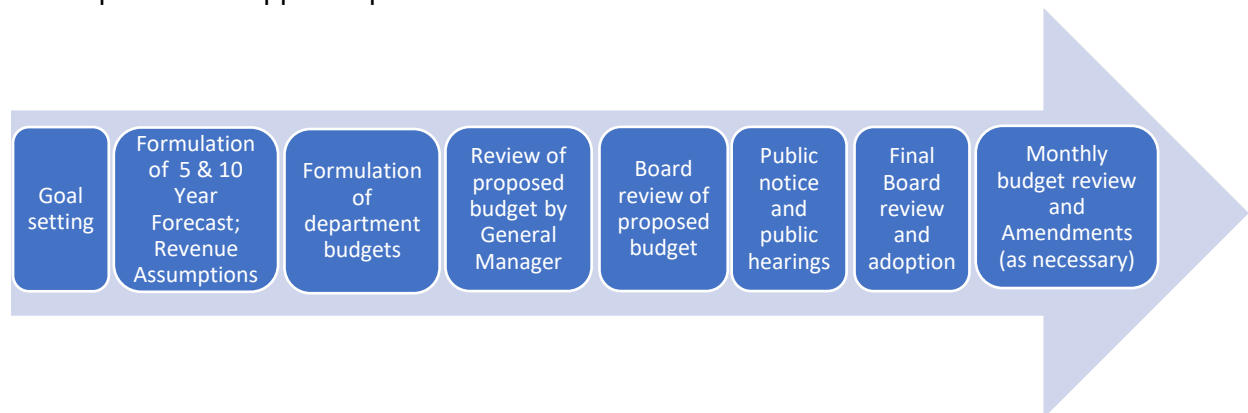 Goal
setting
Formulation
of 5 & 10
Year
Forecast;
Revenue
Assumptions
Formulation
of
department
budgets
Review of
proposed
budget by
General
Manager
Board
review of
proposed
budget
Public
notice
and
public
hearings
Final
Board
review
and
adoption
Monthly
budget review
and
Amendments
(as necessary)